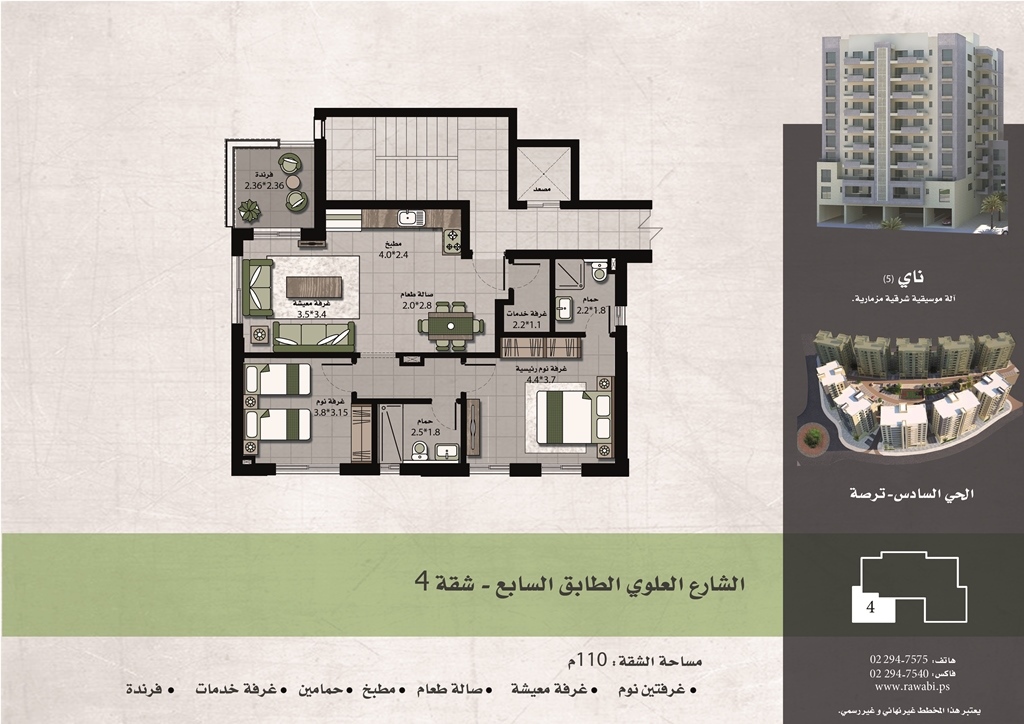 فرندة
2.36*2.36
مصعد
مطبخ
4.0*2.4
صالة طعام
2.0*2.8
غرفة معيشة
3.5*3.4
غرفة خدمات
2.2*1.1
حمام
2.2*1.8
غرفة نوم رئيسية
4.4*3.7
غرفة نوم
3.8*3.15
حمام
2.5*1.8
ناي (5)
آلة موسيقية شرقية مزمارية.
الحي السادس-ترصة
الشارع العلوي الطابق السابع - شقة 4
4
مساحة الشقة: 110م
• غرفتين نوم • غرفة معيشة • صالة طعام • مطبخ • حمامين • غرفة خدمات • فرندة
هاتف: 02 294-7575
فاكس: 02 294-7540
www.rawabi.ps
يعتبر هذا المخطط غير نهائي و غير رسمي.